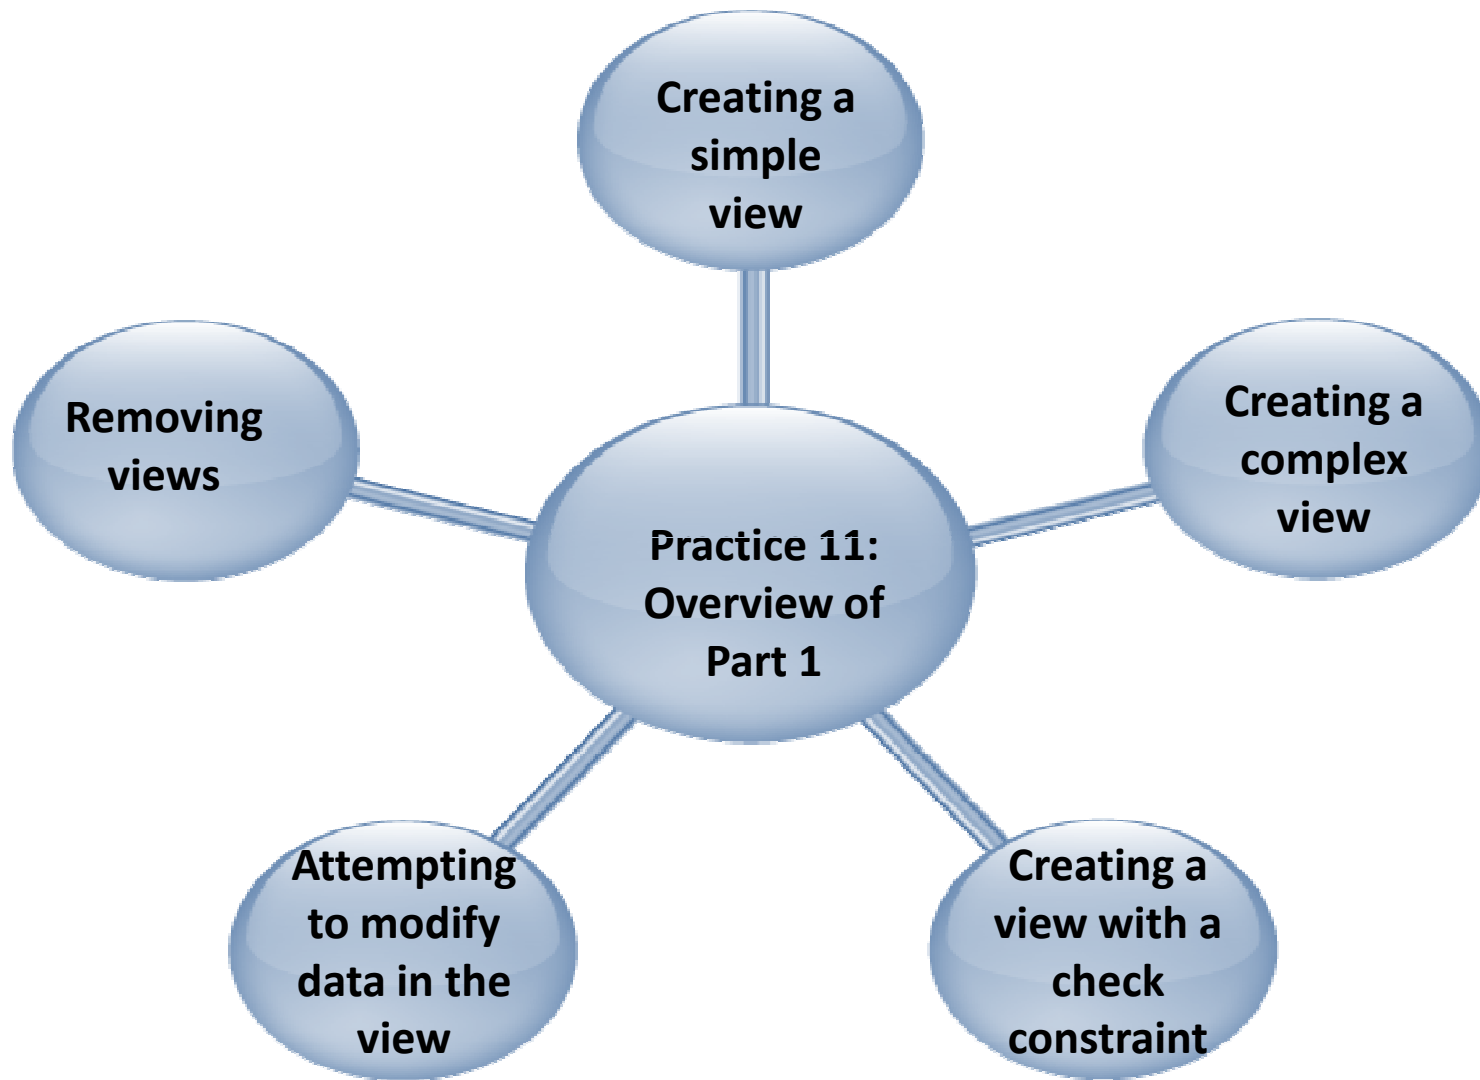 Creating a
simple
view
Creating a
complex
view
Creating a
view with a
check
constraint
Attempting
to modify
data in the
view
Removing
views
Practice 11:
Overview of
Part 1